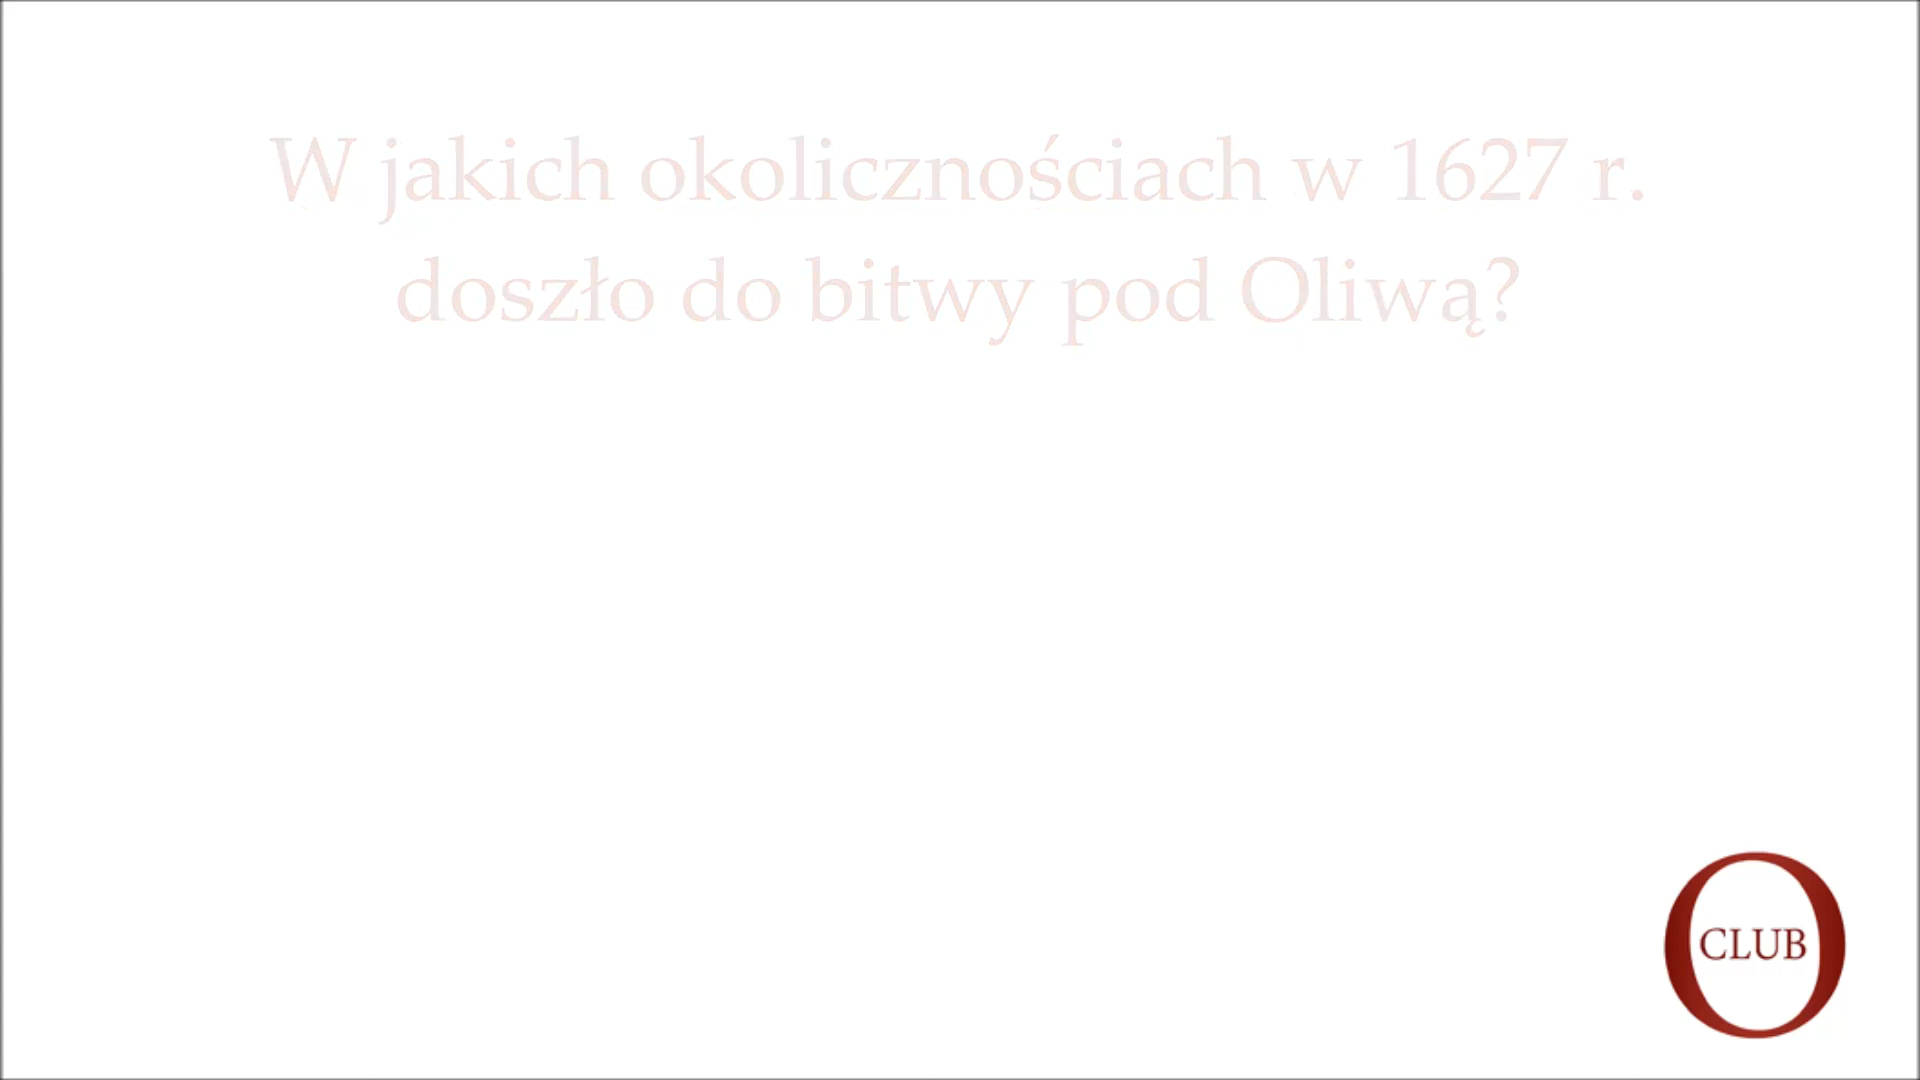 W jakich okolicznościach w 1627 r.
doszło do bitwy pod Oliwą?
CLUB